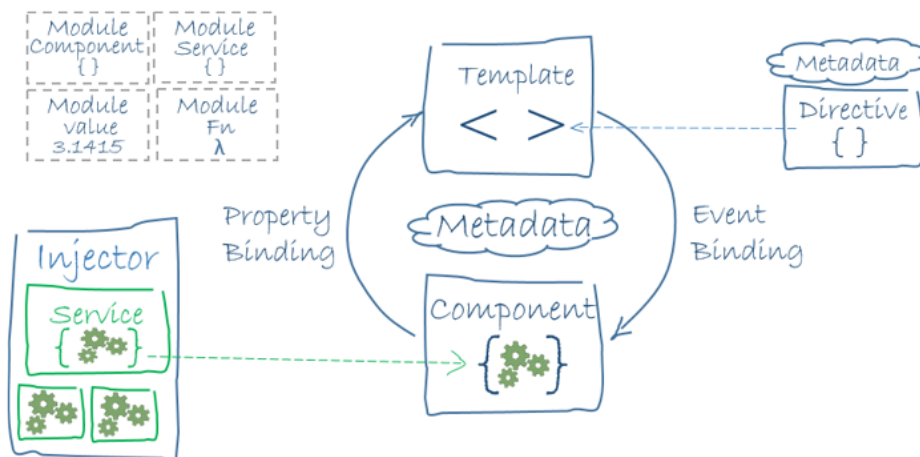 Module
Component
{ }
Module
Service
{ }
Module
value
3.1415
Module
Fn
λ
Template
< >
Metadata
Directive
{ }
Property
Binding
Metadata
Event
Binding
Injector
Service
{ }
Component
{ }